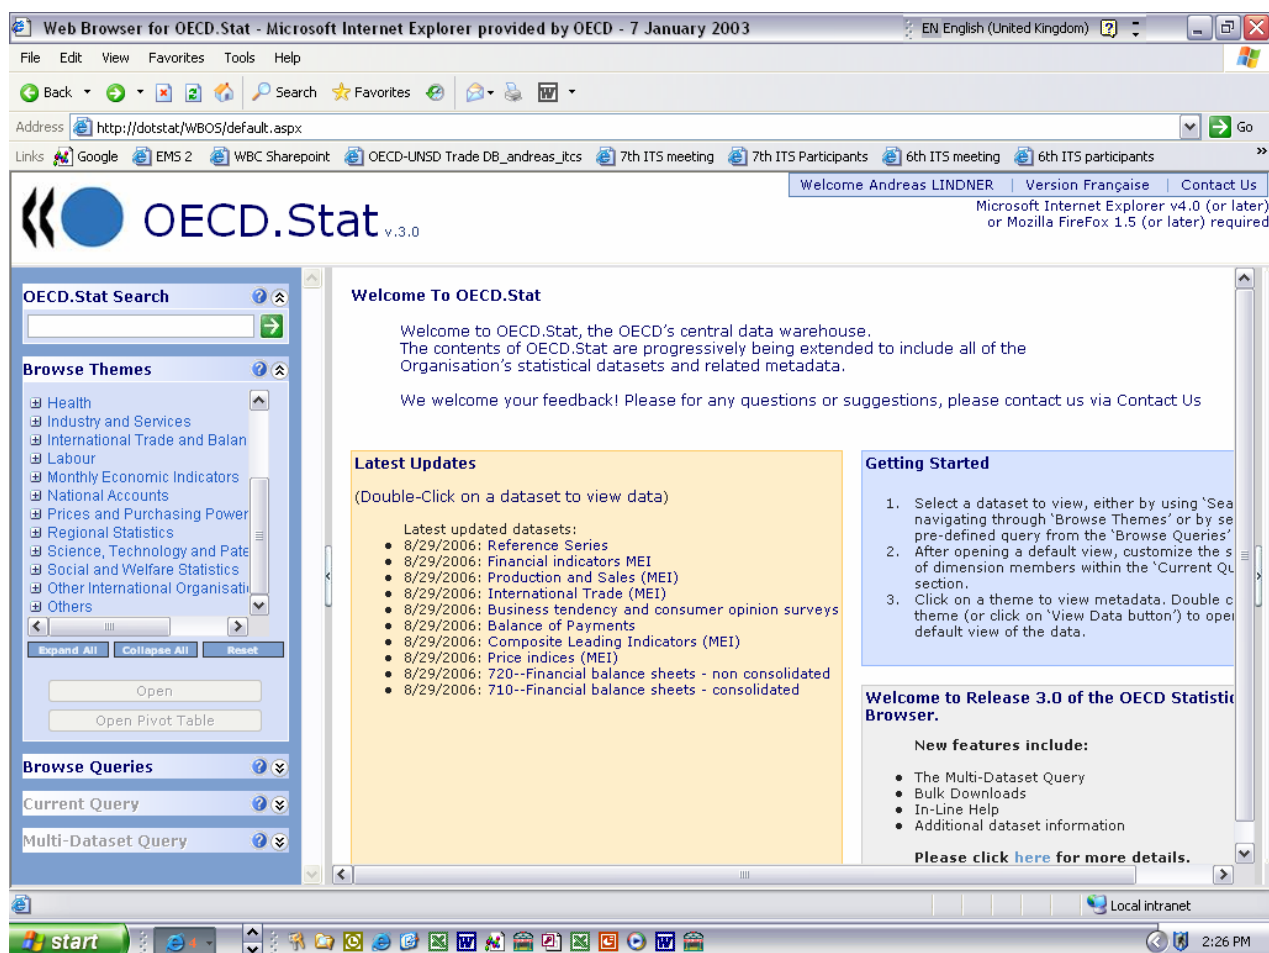 Web Browser for OECD.Stat - Microsoft Internet Explorer provided by OECD - 7 January 2003
EN English (United Kingdom)
File Edit View Favorites Tools Help
Back Search Favorites
Address http://dotstat/WBOS/default.aspx Go
Links Google EMS 2 WBC Sharepoint OECD-UNSD Trade DB_andreas_itcs 7th ITS meeting 7th ITS Participants 6th ITS meeting 6th ITS participants »
Welcome Andreas LINDNER | Version Française | Contact Us
Microsoft Internet Explorer v4.0 (or later)
or Mozilla FireFox 1.5 (or later) required
OECD.Stat v.3.0
OECD.Stat Search
Browse Themes
Health
Industry and Services
International Trade and Balan
Labour
Monthly Economic Indicators
National Accounts
Prices and Purchasing Power
Regional Statistics
Science, Technology and Pate
Social and Welfare Statistics
Other International Organisati
Others
Expand All Collapse All Reset
Open
Open Pivot Table
Browse Queries
Current Query
Multi-Dataset Query
Welcome To OECD.Stat
Welcome to OECD.Stat, the OECD's central data warehouse.
The contents of OECD.Stat are progressively being extended to include all of the
Organisation's statistical datasets and related metadata.
We welcome your feedback! Please for any questions or suggestions, please contact us via Contact Us
Latest Updates
(Double-Click on a dataset to view data)
Latest updated datasets:
• 8/29/2006: Reference Series
• 8/29/2006: Financial indicators MEI
• 8/29/2006: Production and Sales (MEI)
• 8/29/2006: International Trade (MEI)
• 8/29/2006: Business tendency and consumer opinion surveys
• 8/29/2006: Balance of Payments
• 8/29/2006: Composite Leading Indicators (MEI)
• 8/29/2006: Price indices (MEI)
• 8/29/2006: 720--Financial balance sheets - non consolidated
• 8/29/2006: 710--Financial balance sheets - consolidated
Getting Started
1. Select a dataset to view, either by using 'Sea
navigating through 'Browse Themes' or by se
pre-defined query from the 'Browse Queries'
2. After opening a default view, customize the s
of dimension members within the 'Current Qu
section.
3. Click on a theme to view metadata. Double c
theme (or click on 'View Data button') to ope
default view of the data.
Welcome to Release 3.0 of the OECD Statistic
Browser.
New features include:
• The Multi-Dataset Query
• Bulk Downloads
• In-Line Help
• Additional dataset information
Please click here for more details.
Local intranet
start 4 2:26 PM